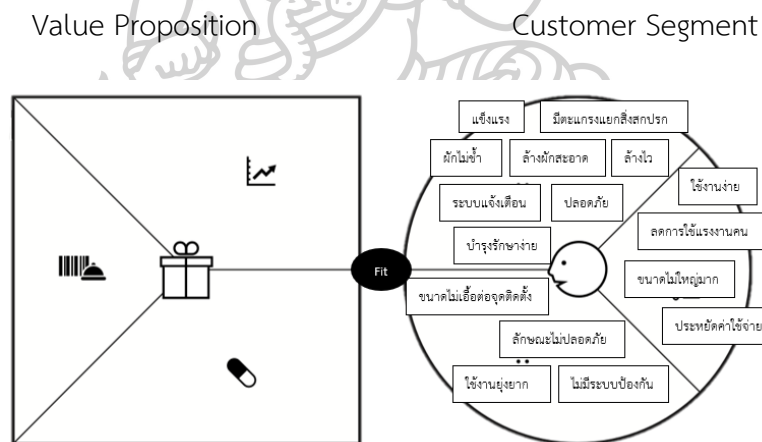 Value Proposition
Customer Segment
แข็งแรง
มีตะแกรงแยกสิ่งสกปรก
ผักไม่ช้ำ
ล้างผักสะอาด
ล้างไว
ใช้งานง่าย
ระบบแจ้งเตือน
ปลอดภัย
ลดการใช้แรงงานคน
บำรุงรักษาง่าย
Fit
ขนาดไม่ใหญ่มาก
ขนาดไม่เอื้อต่อจุดติดตั้ง
ประหยัดค่าใช้จ่าย
ลักษณะไม่ปลอดภัย
ใช้งานยุ่งยาก
ไม่มีระบบป้องกัน